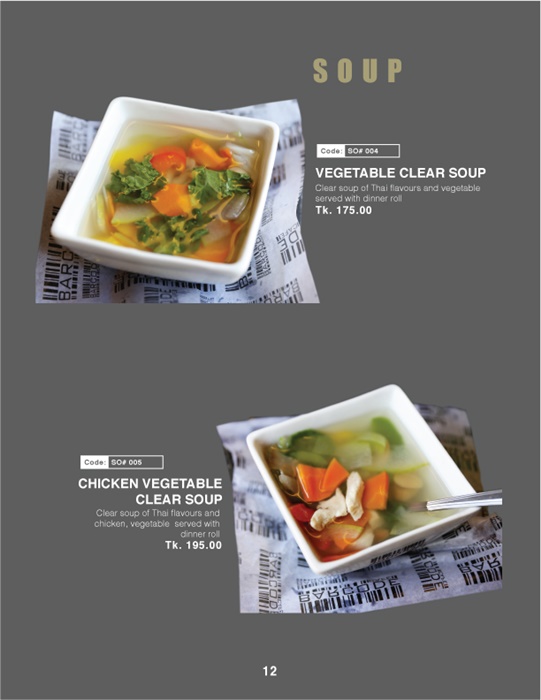 SOUP
Code: SO# 004
VEGETABLE CLEAR SOUP
Clear soup of Thai flavours and vegetable
served with dinner roll
Tk. 175.00
Code: SO# 005
CHICKEN VEGETABLE
CLEAR SOUP
Clear soup of Thai flavours and
chicken, vegetable served with
dinner roll
Tk. 195.00
BARCODE
12